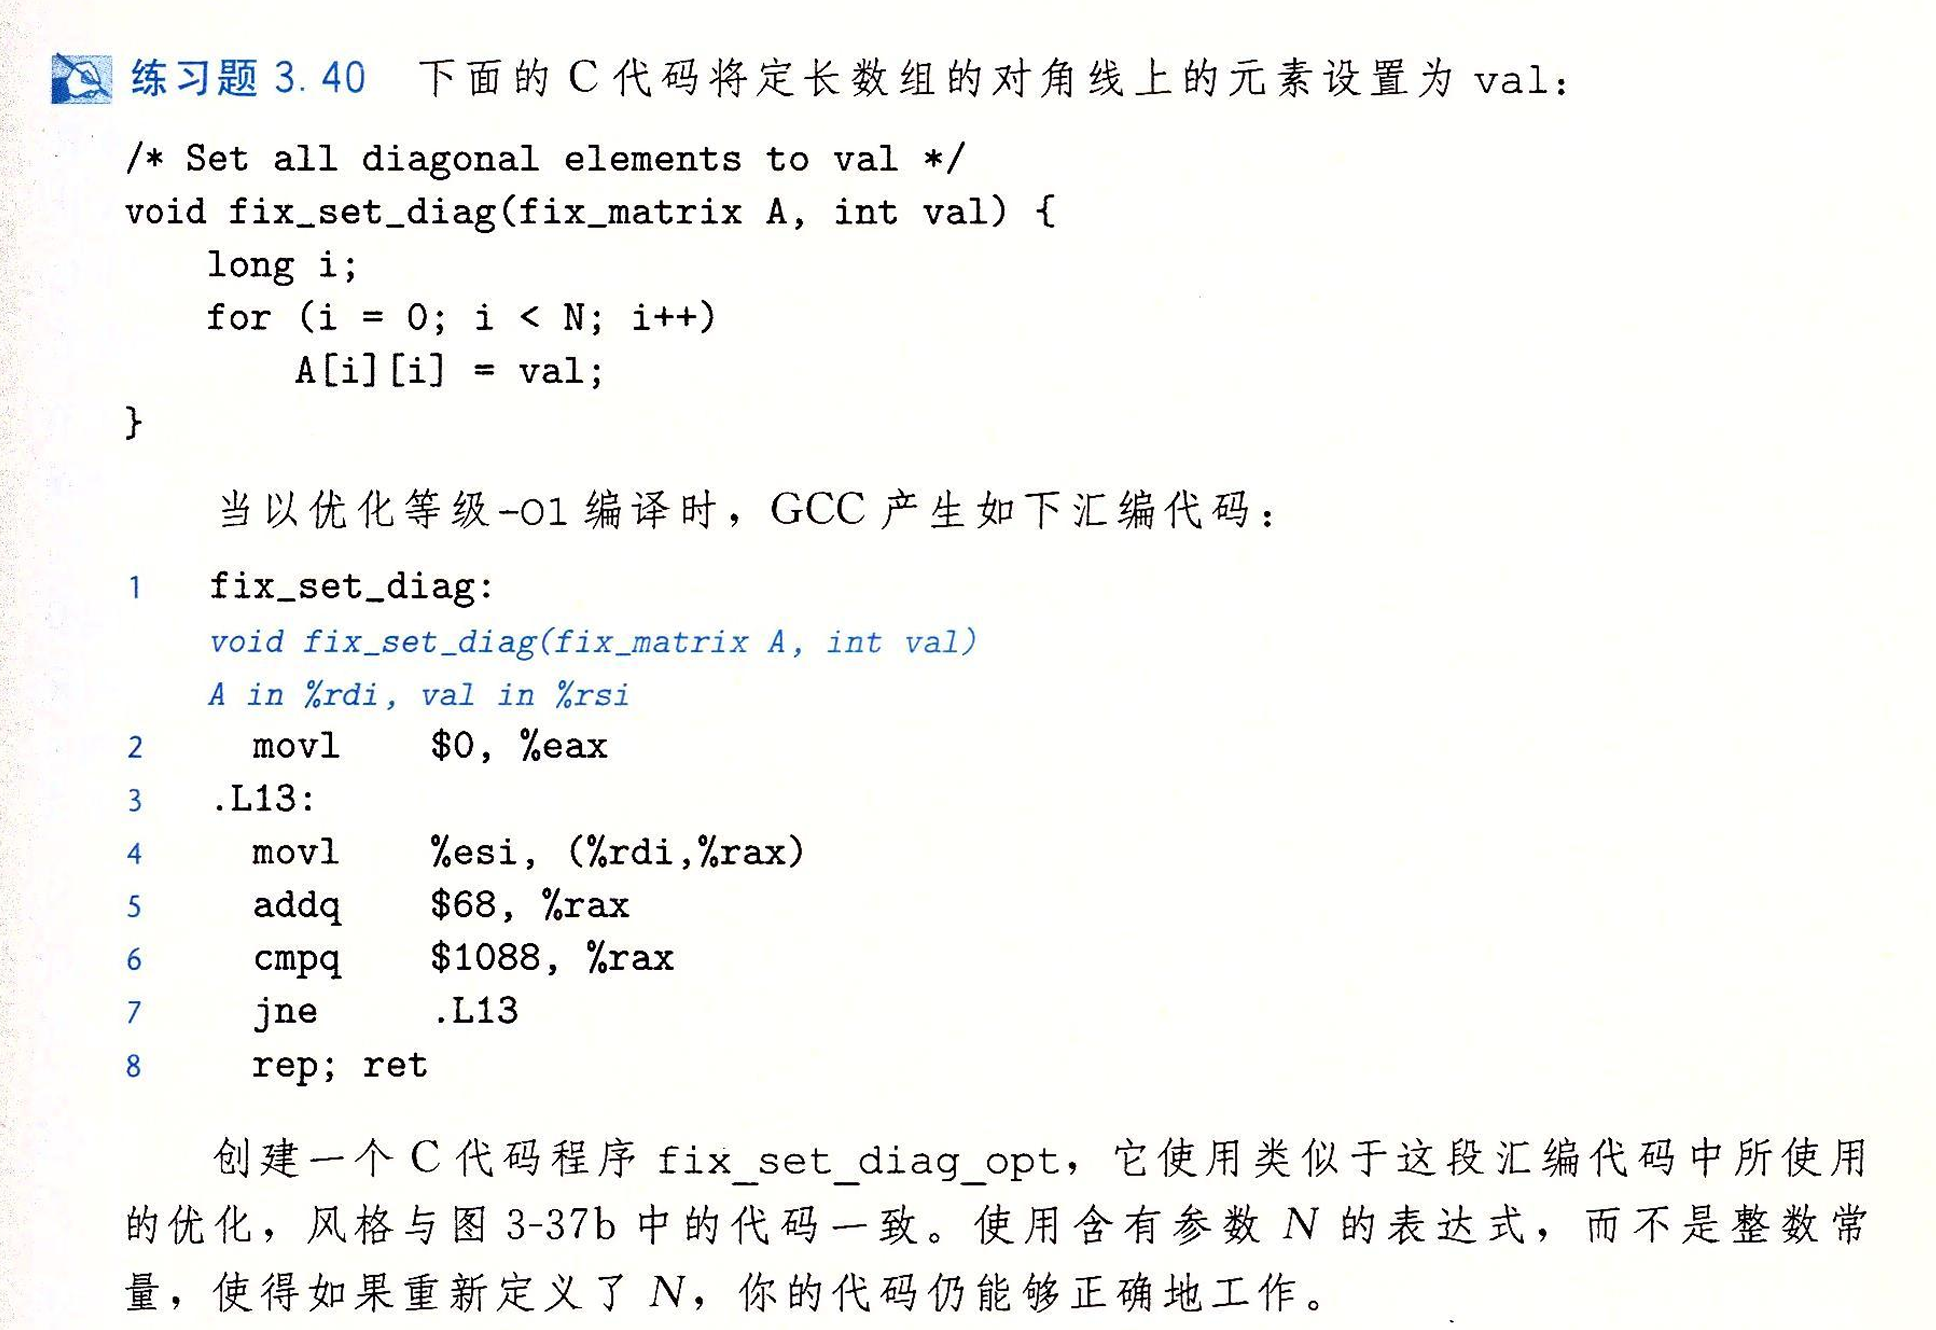 练习题 3.40 下面的 C 代码将定长数组的对角线上的元素设置为 val：
/* Set all diagonal elements to val */
void fix_set_diag(fix_matrix A, int val) {
    long i;
    for (i = 0; i < N; i++)
        A[i][i] = val;
}
当以优化等级-O1 编译时，GCC 产生如下汇编代码：
1 fix_set_diag:
void fix_set_diag(fix_matrix A, int val)
A in %rdi, val in %rsi
2 movl $0, %eax
3 .L13:
4 movl %esi, (%rdi,%rax)
5 addq $68, %rax
6 cmpq $1088, %rax
7 jne .L13
8 rep; ret
创建一个 C 代码程序 fix_set_diag_opt，它使用类似于这段汇编代码中所使用
的优化，风格与图 3-37b 中的代码一致。使用含有参数 N 的表达式，而不是整数常
量，使得如果重新定义了 N，你的代码仍能够正确地工作。